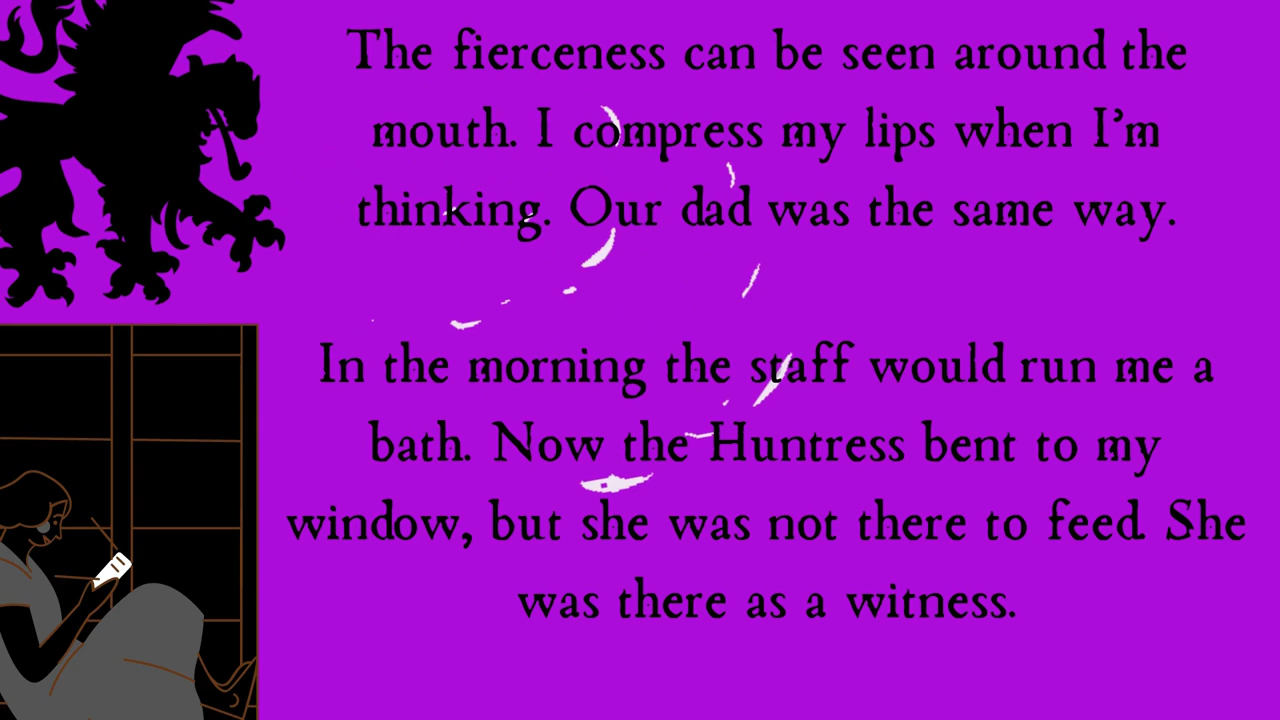 The fierceness can be seen around the
mouth. I compress my lips when I’m
thinking. Our dad was the same way.
In the morning the staff would run me a
bath. Now the Huntress bent to my
window, but she was not there to feed. She
was there as a witness.